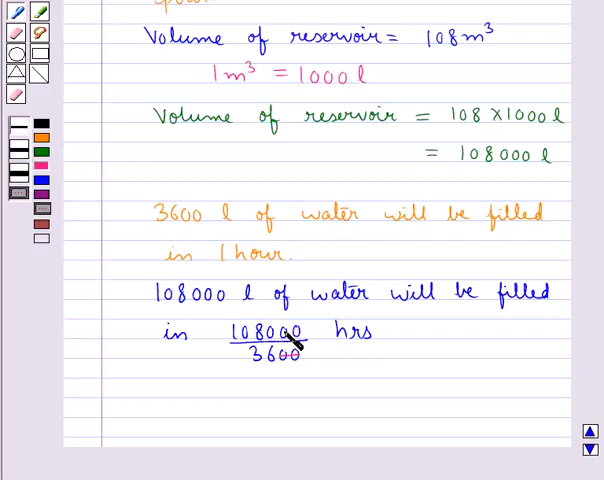 Volume of reservoir = 108m³
1m³ = 1000 l
Volume of reservoir = 108 × 1000 l
= 108000 l
3600 l of water will be filled
in 1 hour.
108000 l of water will be filled
in 108000/3600 hrs